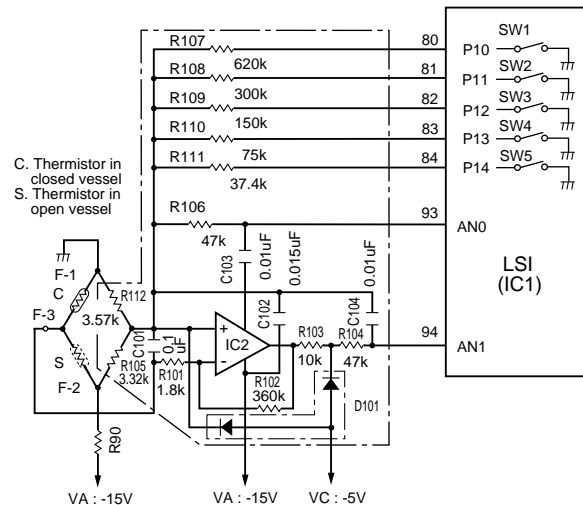 R107
620k
80
P10
SW1
R108
300k
81
P11
SW2
R109
150k
82
P12
SW3
R110
75k
83
P13
SW4
R111
37.4k
84
P14
SW5
C. Thermistor in
closed vessel
S. Thermistor in
open vessel
R106
47k
93
AN0
LSI
(IC1)
C103
0.01uF
0.015uF
C102
0.01uF
C104
F-1
C
R112
F-3
3.57k
S
R105
3.32k
F-2
C101
0.1
uF
R101
1.8k
+
-
IC2
R103
10k
R104
47k
94
AN1
R102
360k
D101
R90
VA : -15V
VA : -15V
VC : -5V